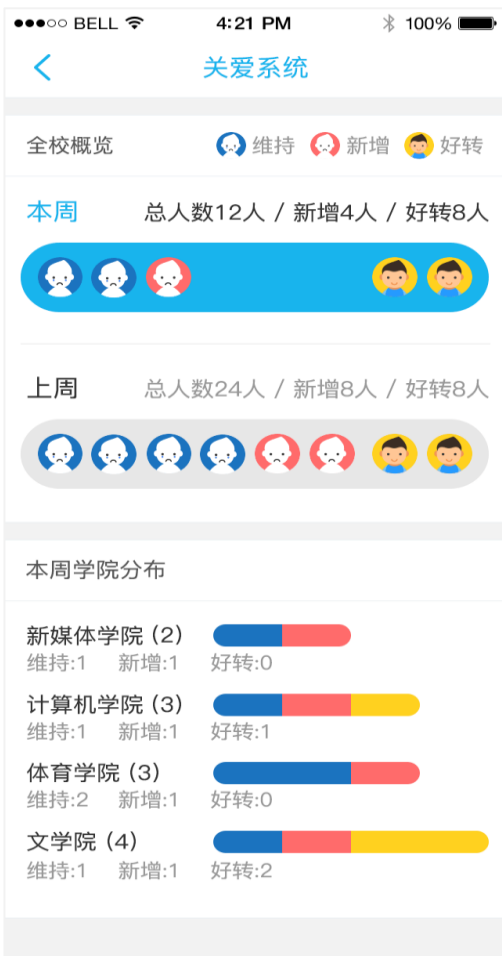 BELL 4:21 PM 100%
关爱系统
全校概览 维持 新增 好转
本周 总人数12人 / 新增4人 / 好转8人
上周 总人数24人 / 新增8人 / 好转8人
本周学院分布
新媒体学院 (2)
维持:1 新增:1 好转:0
计算机学院 (3)
维持:1 新增:1 好转:1
体育学院 (3)
维持:2 新增:1 好转:0
文学院 (4)
维持:1 新增:1 好转:2